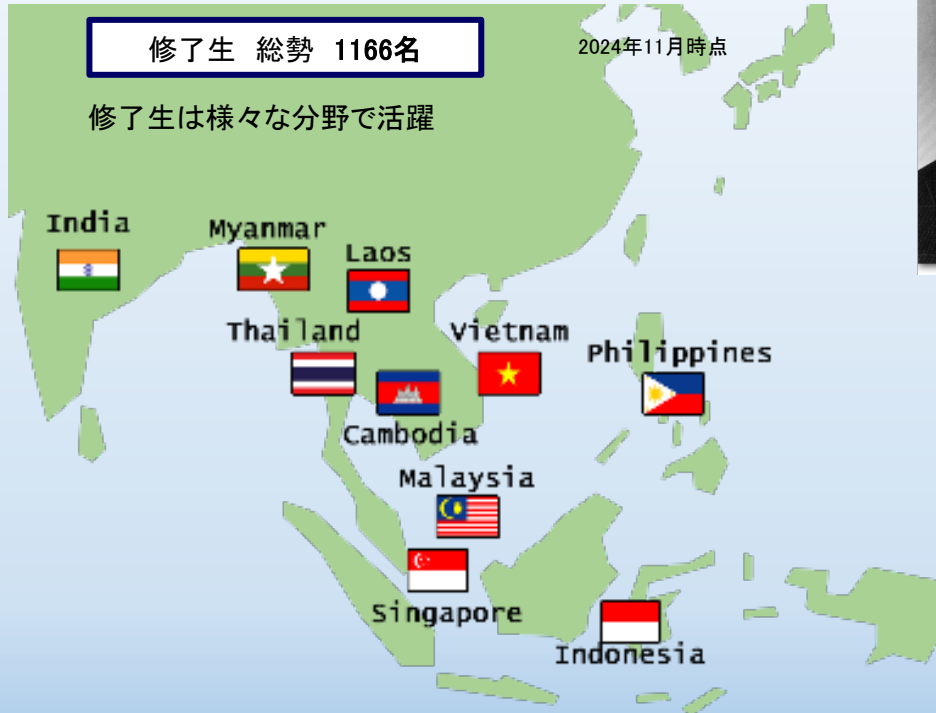 修了生 総勢 1166名
2024年11月時点
修了生は様々な分野で活躍
India
Myanmar
Laos
Thailand
Vietnam
Philippines
Cambodia
Malaysia
Singapore
Indonesia